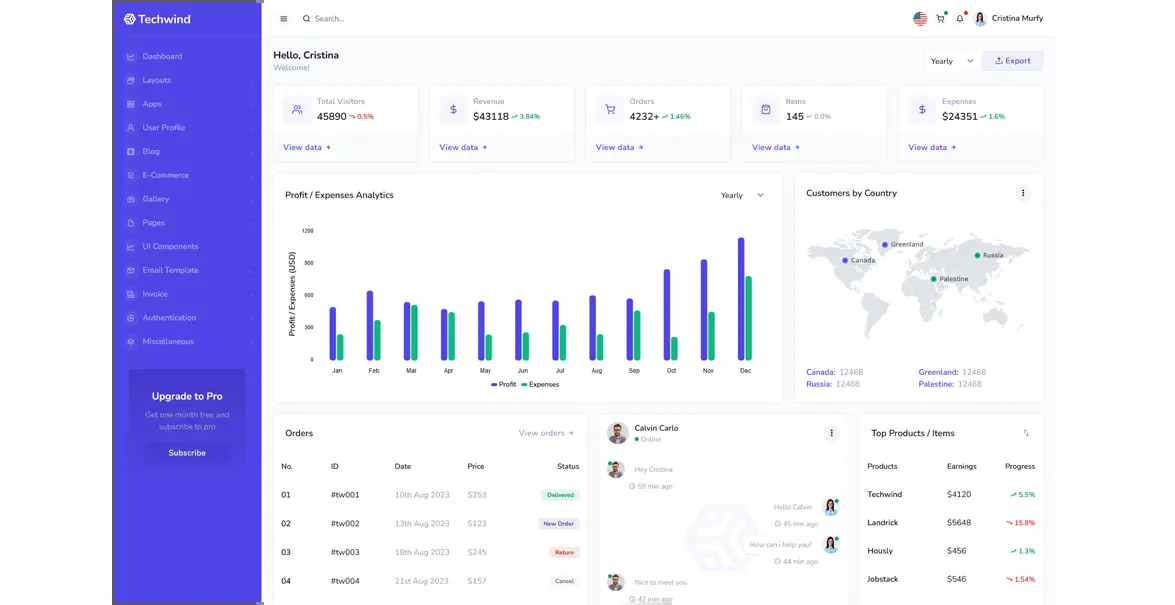 Techwind
Search...
Cristina Murfy
Dashboard
Layouts
Apps
User Profile
Blog
E-Commerce
Gallery
Pages
UI Components
Email Template
Invoice
Authentication
Miscellaneous
Upgrade to Pro
Get one month free and
subscribe to pro
Subscribe
Hello, Cristina
Welcome!
Yearly
Export
Total Visitors
45890 0.5%
View data
Revenue
$43118 3.84%
View data
Orders
4232+ 1.46%
View data
Items
145 0.0%
View data
Expenses
$24351 1.6%
View data
Profit / Expenses Analytics
Yearly
Profit / Expenses (USD)
1200
900
600
300
0
Jan Feb Mar Apr May Jun Jul Aug Sep Oct Nov Dec
Profit Expenses
Customers by Country
Greenland
Canada
Russia
Palestine
Canada: 12468 Greenland: 12468
Russia: 12468 Palestine: 12468
Orders
View orders
No. ID Date Price Status
01 #tw001 10th Aug 2023 $253 Delivered
02 #tw002 13th Aug 2023 $123 New Order
03 #tw003 18th Aug 2023 $245 Return
04 #tw004 21st Aug 2023 $157 Cancel
Calvin Carlo
Online
Hey Cristina
59 min ago
Hello Calvin
45 min ago
How can i help you?
44 min ago
Nice to meet you
42 min ago
Top Products / Items
Products Earnings Progress
Techwind $4120 5.5%
Landrick $5648 15.8%
Hously $456 1.3%
Jobstack $546 1.54%